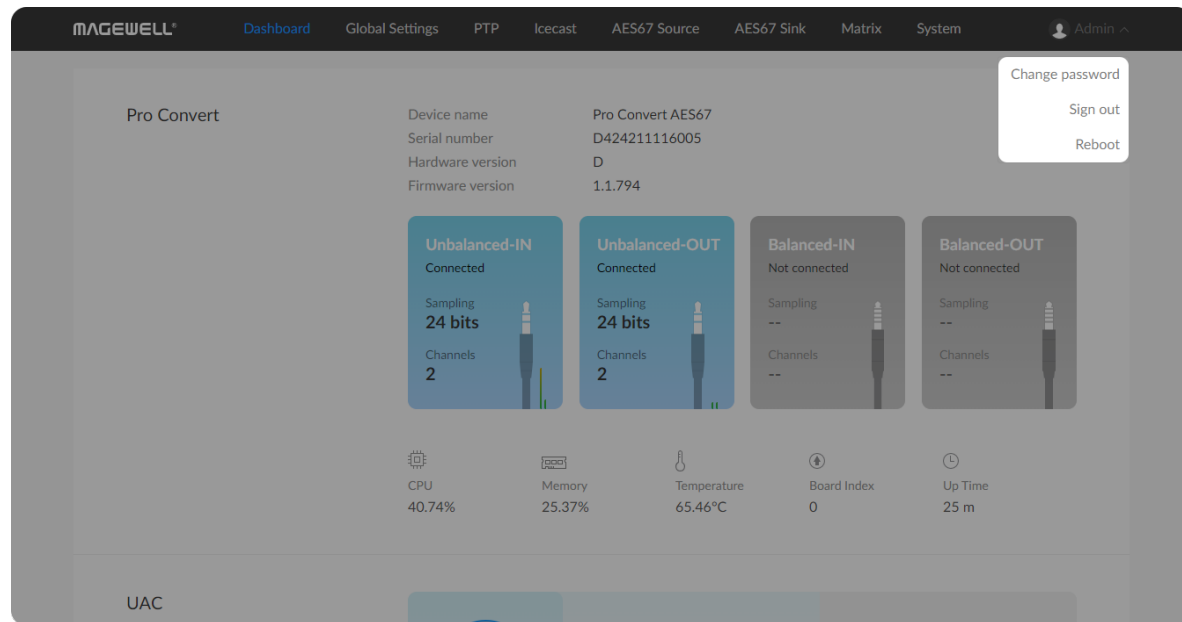 MAGEWELL® Dashboard Global Settings PTP Icecast AES67 Source AES67 Sink Matrix System Admin
Change password
Sign out
Reboot
Pro Convert
Device name Pro Convert AES67
Serial number D424211116005
Hardware version D
Firmware version 1.1.794
Unbalanced-IN
Connected
Sampling
24 bits
Channels
2
Unbalanced-OUT
Connected
Sampling
24 bits
Channels
2
Balanced-IN
Not connected
Sampling
--
Channels
--
Balanced-OUT
Not connected
Sampling
--
Channels
--
CPU
40.74%
Memory
25.37%
Temperature
65.46°C
Board Index
0
Up Time
25 m
UAC